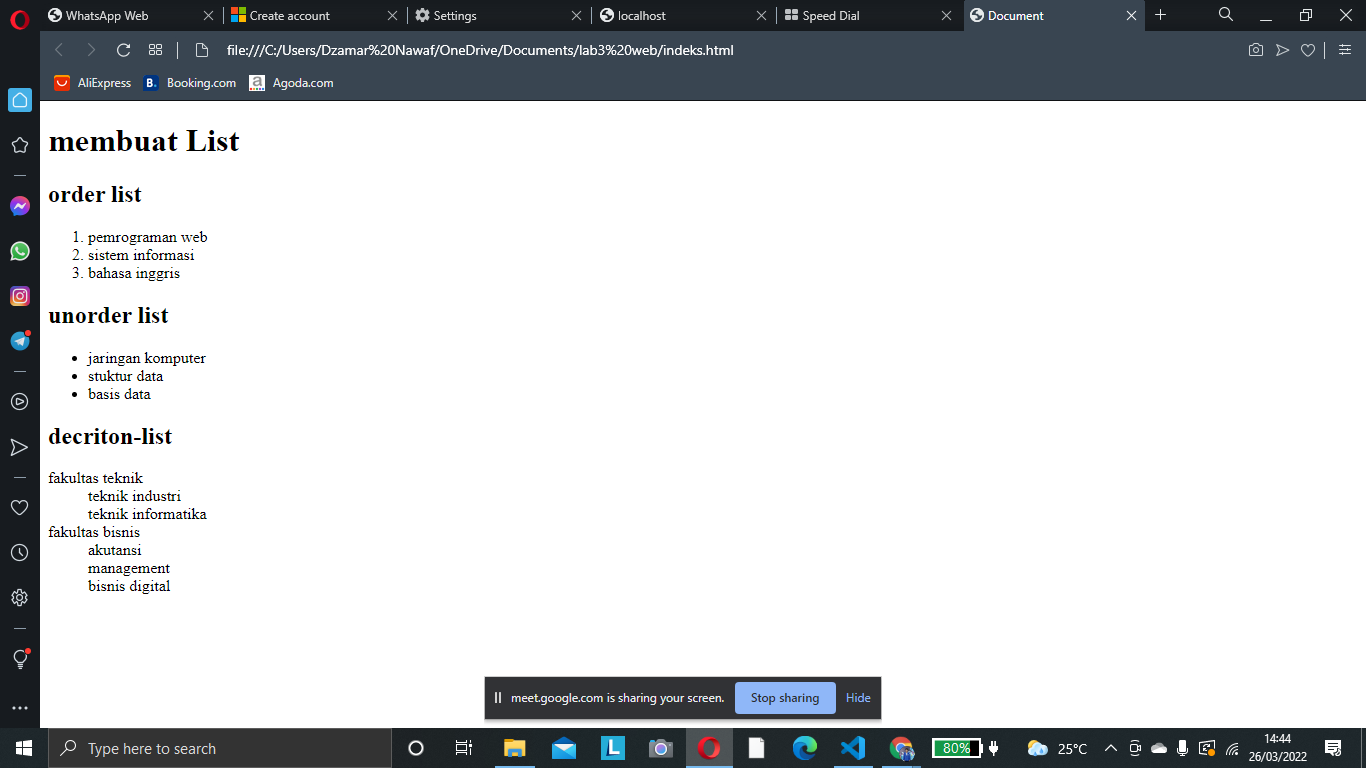 WhatsApp Web
Create account
Settings
localhost
Speed Dial
Document
file:///C:/Users/Dzamar%20Nawaf/OneDrive/Documents/lab3%20web/indeks.html
AliExpress
B. Booking.com
a Agoda.com
membuat List
order list
1. pemrograman web
2. sistem informasi
3. bahasa inggris
unorder list
• jaringan komputer
• stuktur data
• basis data
decriton-list
fakultas teknik
teknik industri
teknik informatika
fakultas bisnis
akutansi
management
bisnis digital
meet.google.com is sharing your screen.
Stop sharing
Hide
Type here to search
L
80%
25°C
14:44
26/03/2022